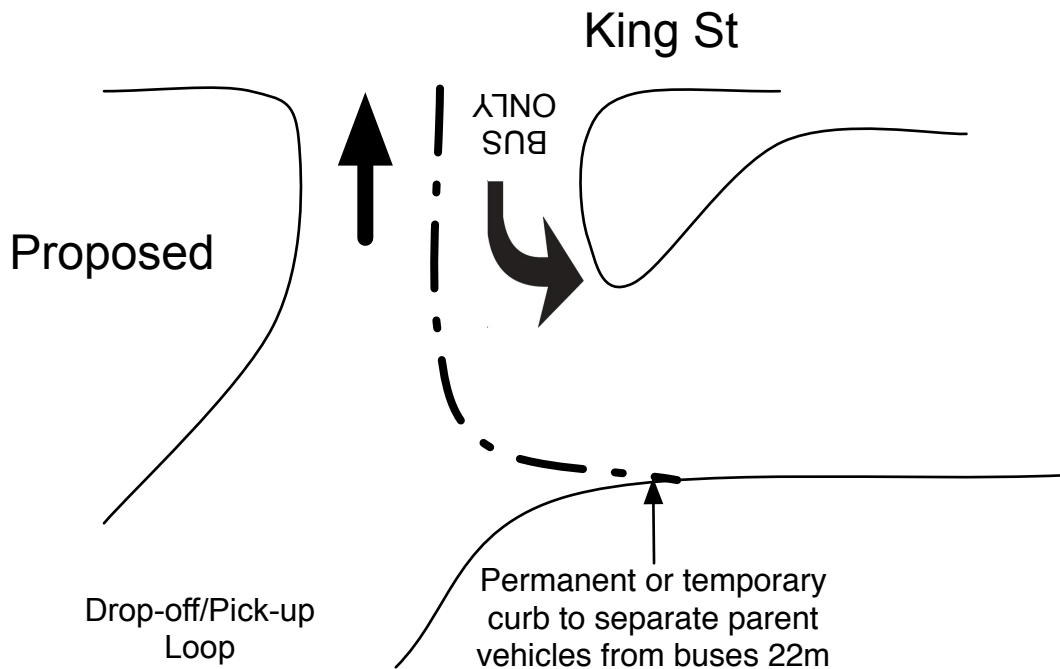 King St
BUS
ONLY
Proposed
Drop-off/Pick-up
Loop
Permanent or temporary
curb to separate parent
vehicles from buses 22m